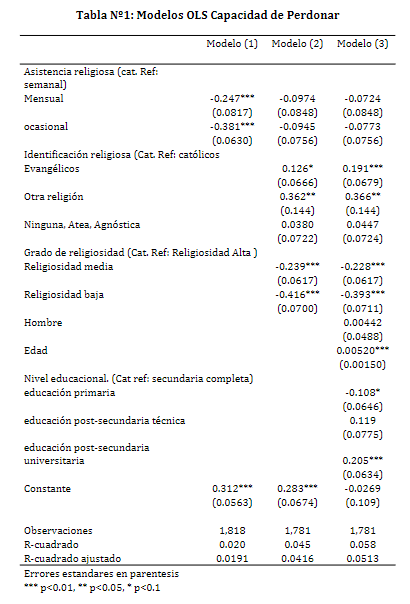 Tabla Nº1: Modelos OLS Capacidad de Perdonar
Modelo (1) Modelo (2) Modelo (3)
Asistencia religiosa (cat. Ref:
semanal)
Mensual -0.247*** -0.0974 -0.0724
(0.0817) (0.0848) (0.0848)
ocasional -0.381*** -0.0945 -0.0773
(0.0630) (0.0756) (0.0756)
Identificación religiosa (Cat. Ref: católicos
Evangélicos 0.126* 0.191***
(0.0666) (0.0679)
Otra religión 0.362** 0.366**
(0.144) (0.144)
Ninguna, Atea, Agnóstica 0.0380 0.0447
(0.0722) (0.0724)
Grado de religiosidad (Cat. Ref: Religiosidad Alta )
Religiosidad media -0.239*** -0.228***
(0.0617) (0.0617)
Religiosidad baja -0.416*** -0.393***
(0.0700) (0.0711)
Hombre 0.00442
(0.0488)
Edad 0.00520***
(0.00150)
Nivel educacional. (Cat ref: secundaria completa)
educación primaria -0.108*
(0.0646)
educación post-secundaria técnica 0.119
(0.0775)
educación post-secundaria
universitaria 0.205***
(0.0634)
Constante 0.312*** 0.283*** -0.0269
(0.0563) (0.0674) (0.109)
Observaciones 1,818 1,781 1,781
R-cuadrado 0.020 0.045 0.058
R-cuadrado ajustado 0.0191 0.0416 0.0513
Errores estandares en parentesis
*** p<0.01, ** p<0.05, * p<0.1